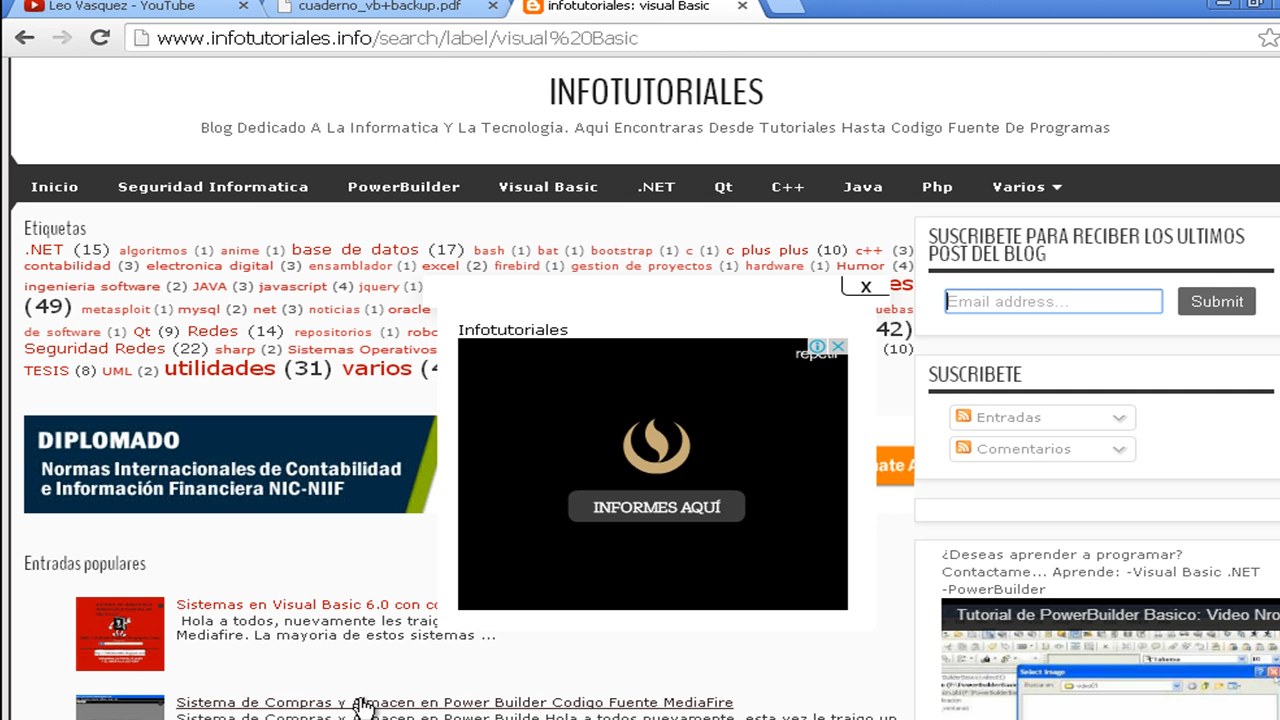 Leo Vasquez - YouTube
cuaderno_vb+backup.pdf
infotutoriales: visual Basic
www.infotutoriales.info/search/label/visual%20Basic
INFOTUTORIALES
Blog Dedicado A La Informatica Y La Tecnologia. Aqui Encontraras Desde Tutoriales Hasta Codigo Fuente De Programas
Inicio Seguridad Informatica PowerBuilder Visual Basic .NET Qt C++ Java Php Varios
Etiquetas
.NET (15) algoritmos (1) anime (1) base de datos (17) bash (1) bat (1) bootstrap (1) c (1) c plus plus (10) c++ (3)
contabilidad (3) electronica digital (3) ensamblador (1) excel (2) firebird (1) gestion de proyectos (1) hardware (1) Humor (4)
ingenieria software (2) JAVA (3) javascript (4) jquery (1)
(49) metasploit (1) mysql (2) net (3) noticias (1) oracle
de software (1) Qt (9) Redes (14) repositorios (1)
42)
Seguridad Redes (22) sharp (2) Sistemas Operativos
(10)
TESIS (8) UML (2) utilidades (31) varios
x
Infotutoriales
repetir
INFORMES AQUÍ
DIPLOMADO
Normas Internacionales de Contabilidad
e Información Financiera NIC-NIIF
Entradas populares
Sistemas en Visual Basic 6.0 con
Hola a todos, nuevamente les
Mediafire. La mayoria de estos sistemas ...
Sistema de Compras y Almacen en Power Builder Codigo Fuente MediaFire
Sistema de Compras y Almacen en Power Builde Hola a todos nuevamente, esta vez le traigo un
SUSCRIBETE PARA RECIBER LOS ULTIMOS
POST DEL BLOG
Email address...
Submit
SUSCRIBETE
Entradas
Comentarios
¿Deseas aprender a programar?
Contactame... Aprende: -Visual Basic .NET
-PowerBuilder
Tutorial de PowerBuilder Basico: Video Nro
Select Image